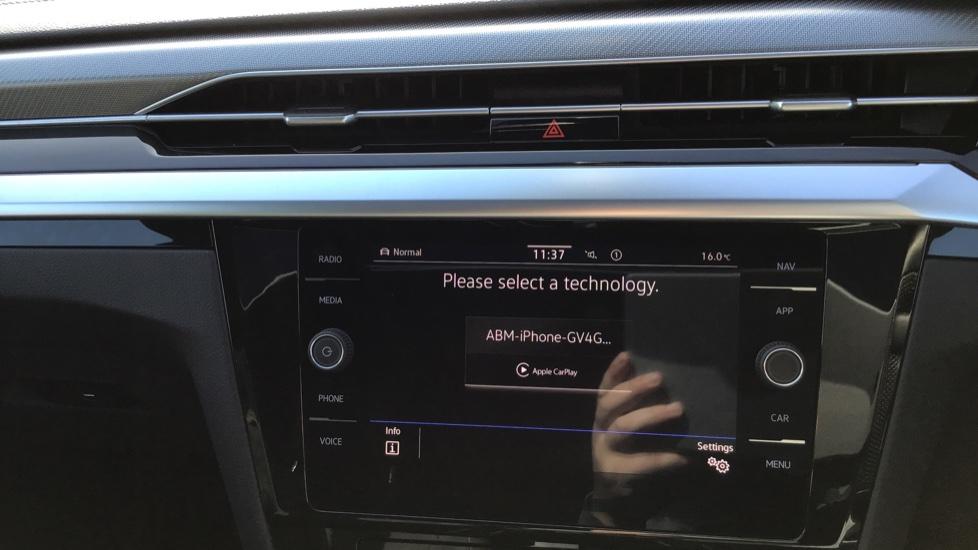 Normal
11:37
1
16.0°C
RADIO
MEDIA
PHONE
VOICE
Please select a technology.
ABM-iPhone-GV4G...
Apple CarPlay
Info
i
Settings
NAV
APP
CAR
MENU